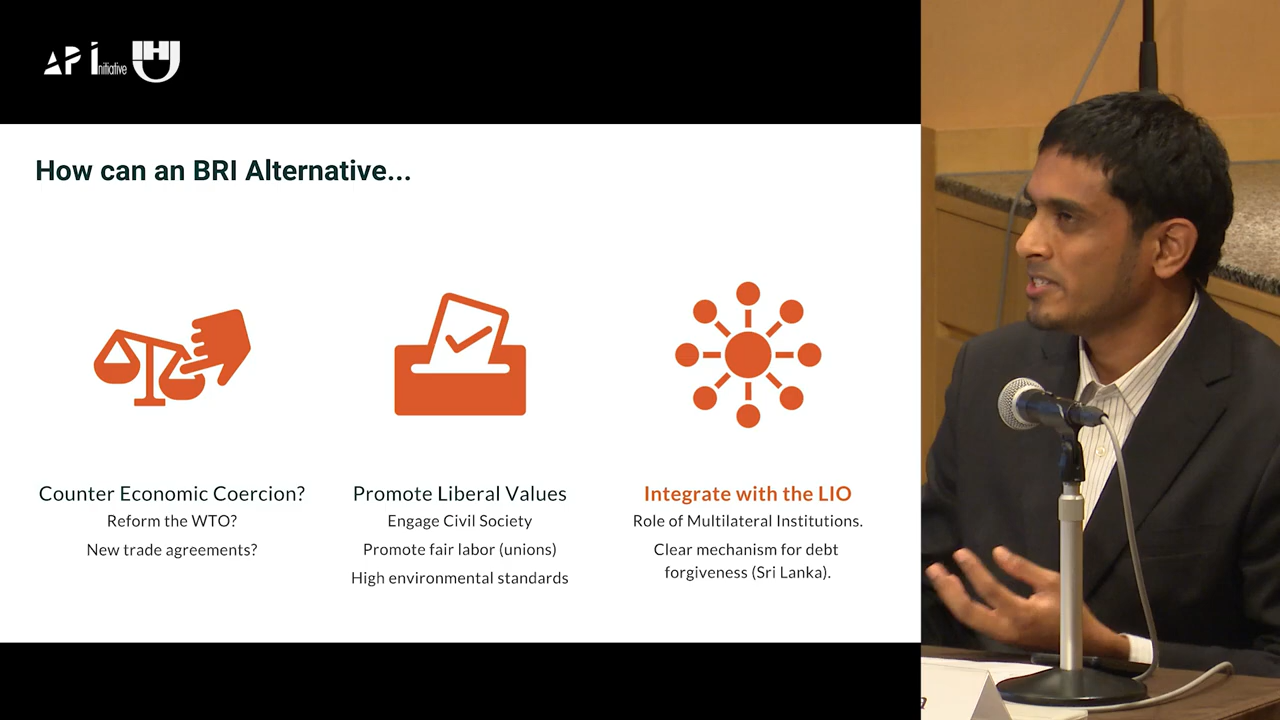 AP Initiative IHJ
How can an BRI Alternative...
Counter Economic Coercion?
Reform the WTO?
New trade agreements?
Promote Liberal Values
Engage Civil Society
Promote fair labor (unions)
High environmental standards
Integrate with the LIO
Role of Multilateral Institutions.
Clear mechanism for debt
forgiveness (Sri Lanka).